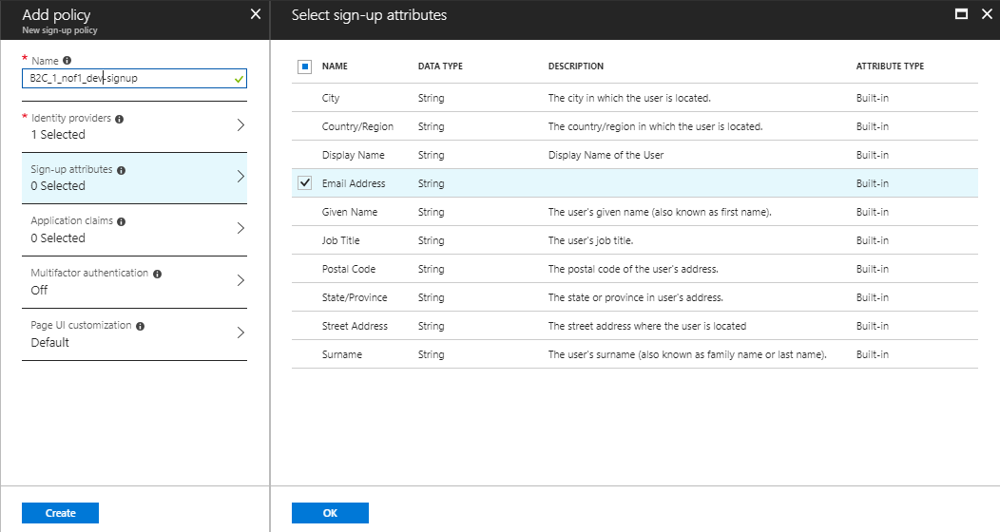 Add policy
New sign-up policy
* Name
B2C_1_nof1_dev-signup
* Identity providers
1 Selected
Sign-up attributes
0 Selected
Application claims
0 Selected
Multifactor authentication
Off
Page UI customization
Default
Create
Select sign-up attributes
NAME DATA TYPE DESCRIPTION ATTRIBUTE TYPE
City String The city in which the user is located. Built-in
Country/Region String The country/region in which the user is located. Built-in
Display Name String Display Name of the User Built-in
Email Address String Built-in
Given Name String The user's given name (also known as first name). Built-in
Job Title String The user's job title. Built-in
Postal Code String The postal code of the user's address. Built-in
State/Province String The state or province in user's address. Built-in
Street Address String The street address where the user is located Built-in
Surname String The user's surname (also known as family name or last name). Built-in
OK